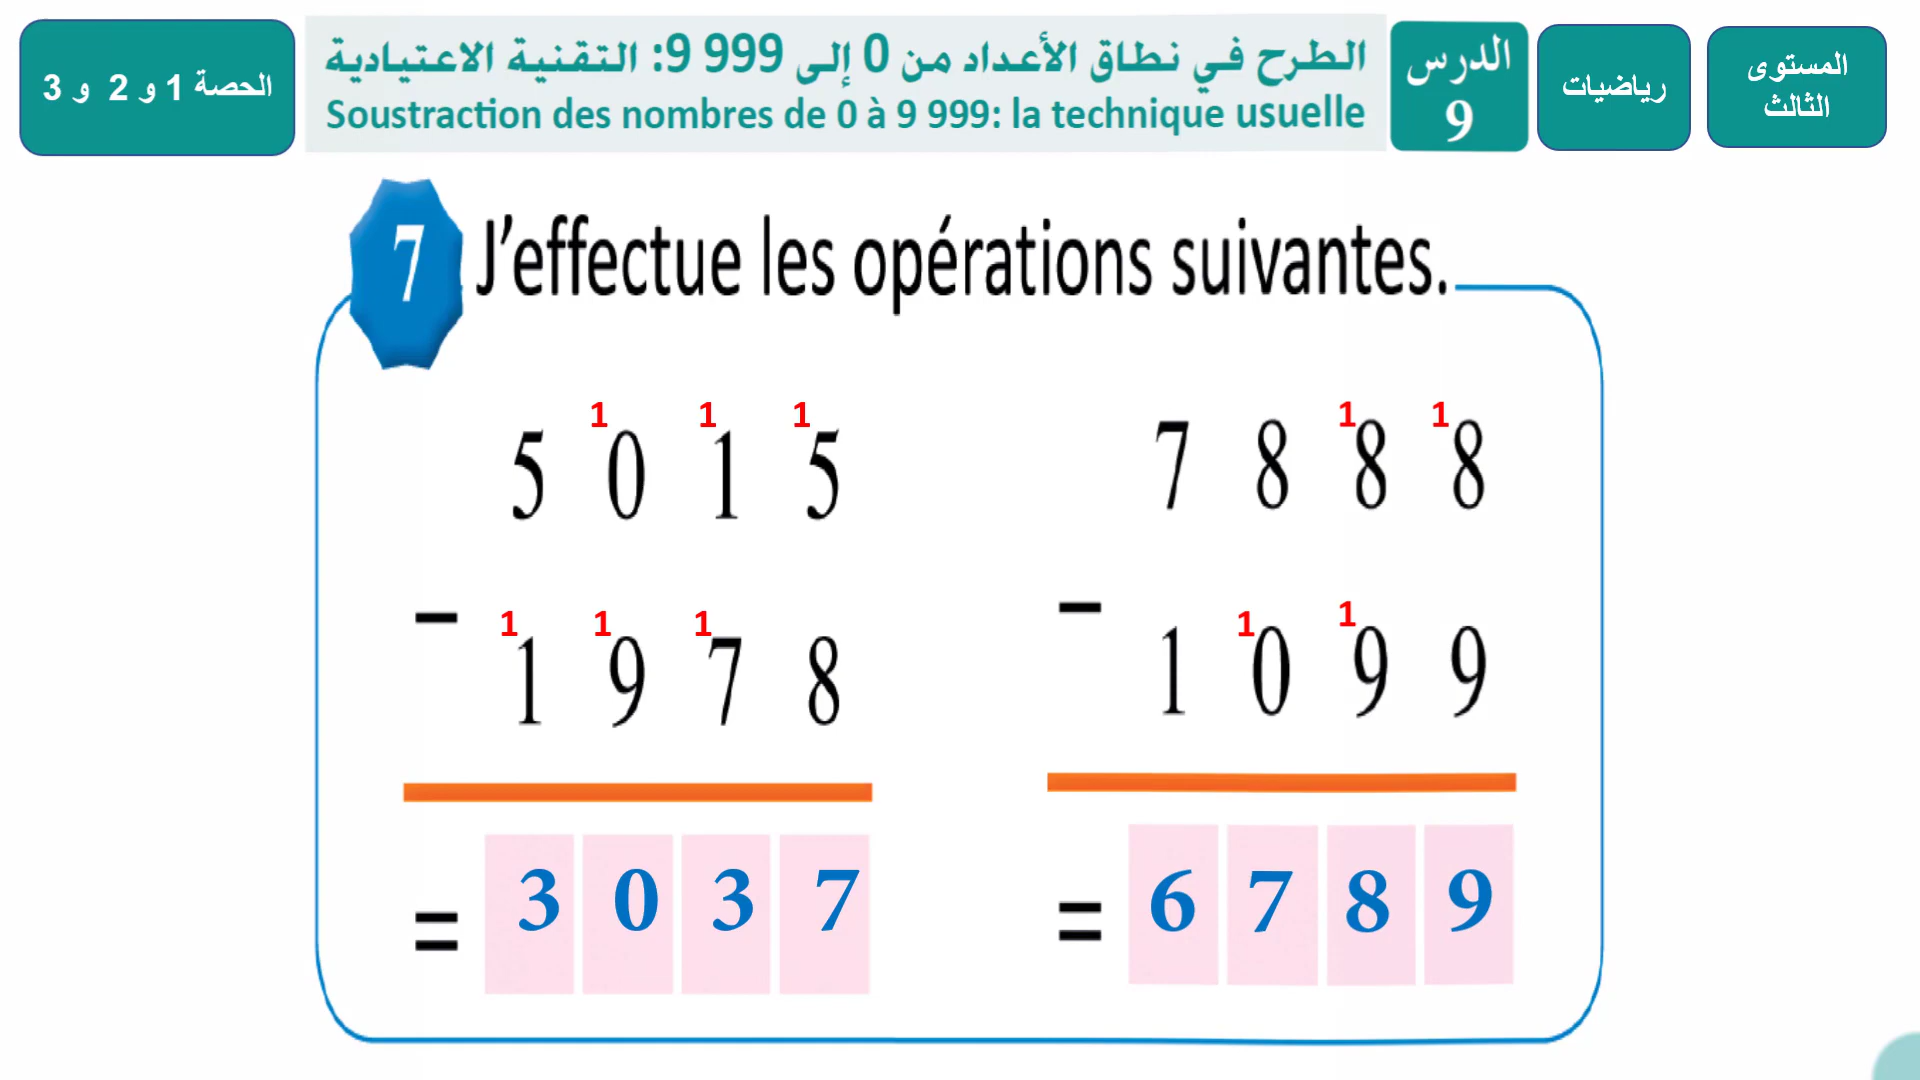 المستوى
الثالث
رياضيات
الدرس
9
الطرح في نطاق الأعداد من 0 إلى 999 9: التقنية الاعتيادية
Soustraction des nombres de 0 à 9 999: la technique usuelle
الحصة 1 و 2 و 3
7 J’effectue les opérations suivantes.
1 1 1
5 0 1 5
1 1 1
− 1 9 7 8
= 3 0 3 7
1 1
7 8 8 8
1 1
− 1 0 9 9
= 6 7 8 9